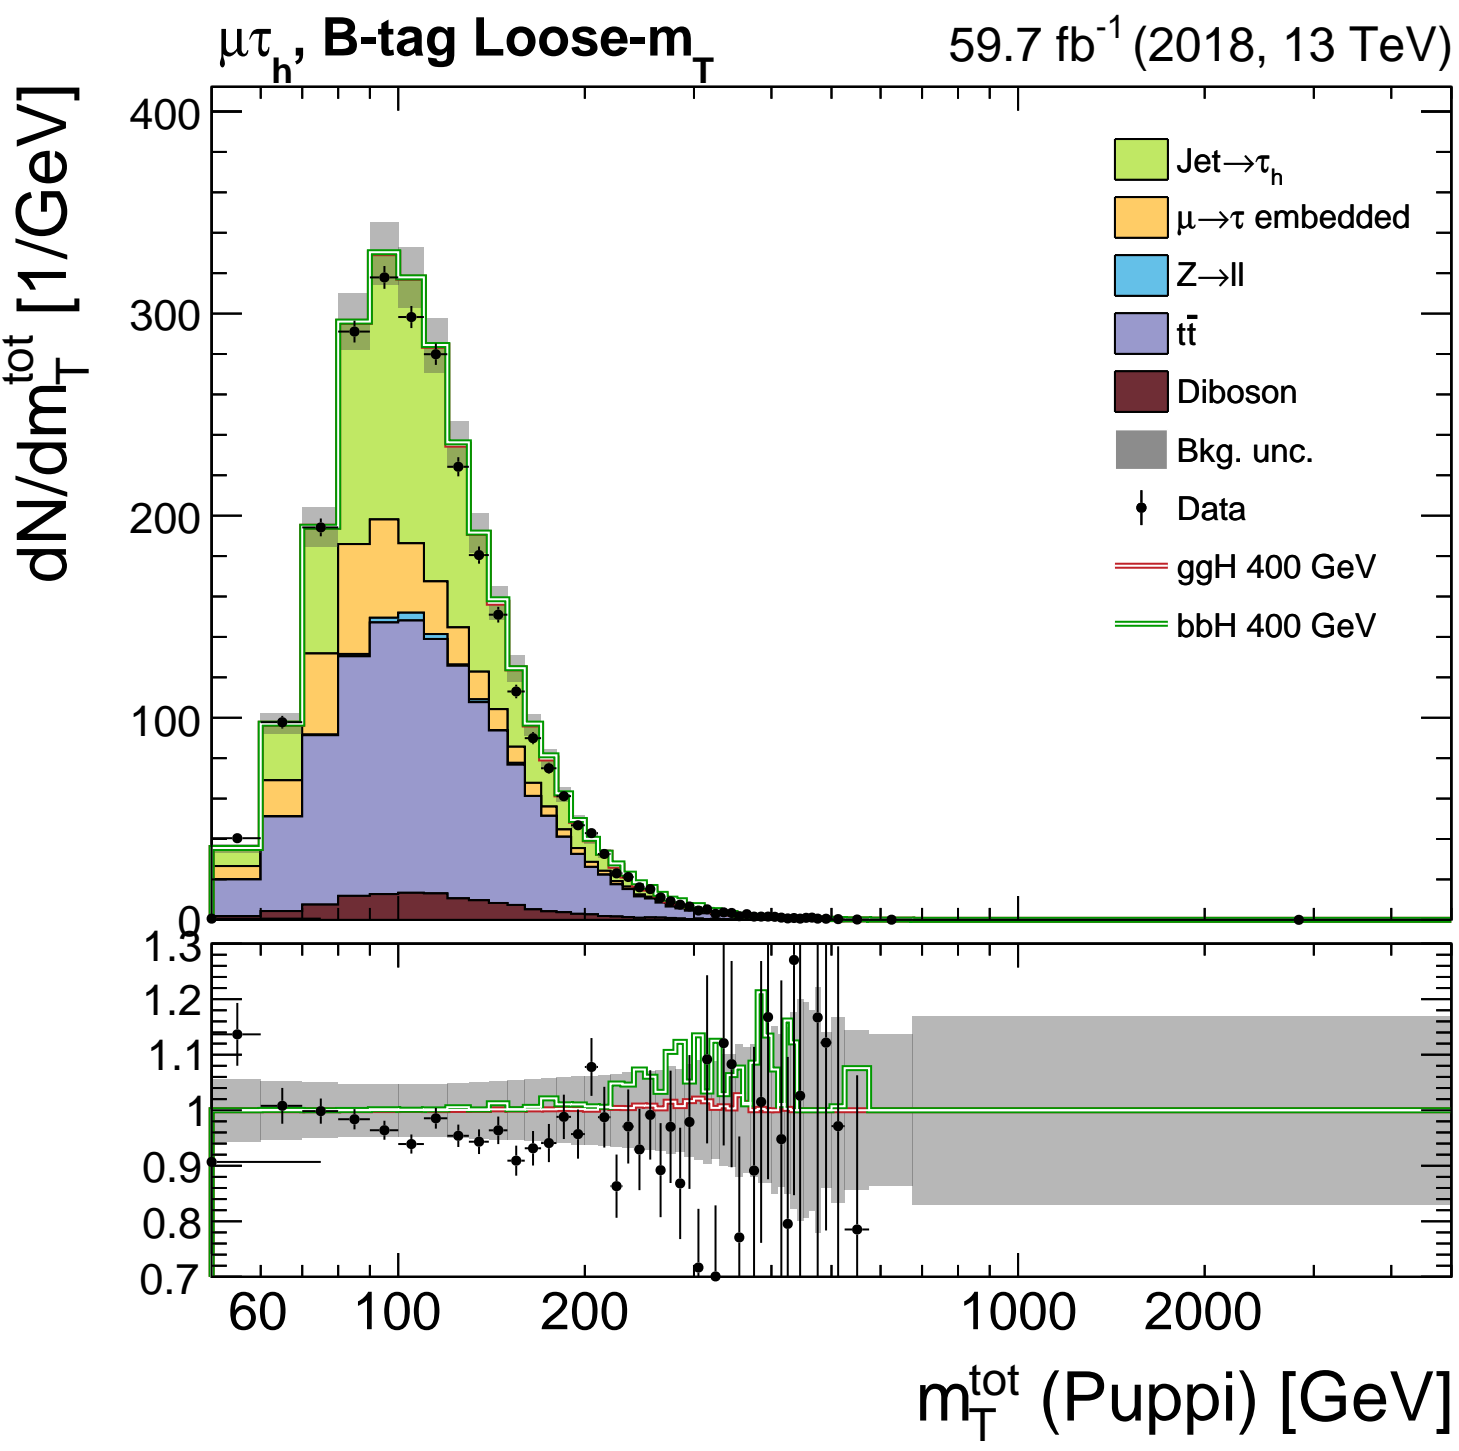 μτh, B-tag Loose-mT
59.7 fb-1 (2018, 13 TeV)
dN/dmTtot [1/GeV]
400
300
200
100
0
Jet→τh
μ→τ embedded
Z→ll
tt̄
Diboson
Bkg. unc.
Data
ggH 400 GeV
bbH 400 GeV
1.3
1.2
1.1
1
0.9
0.8
0.7
60 100 200 1000 2000
mTtot (Puppi) [GeV]